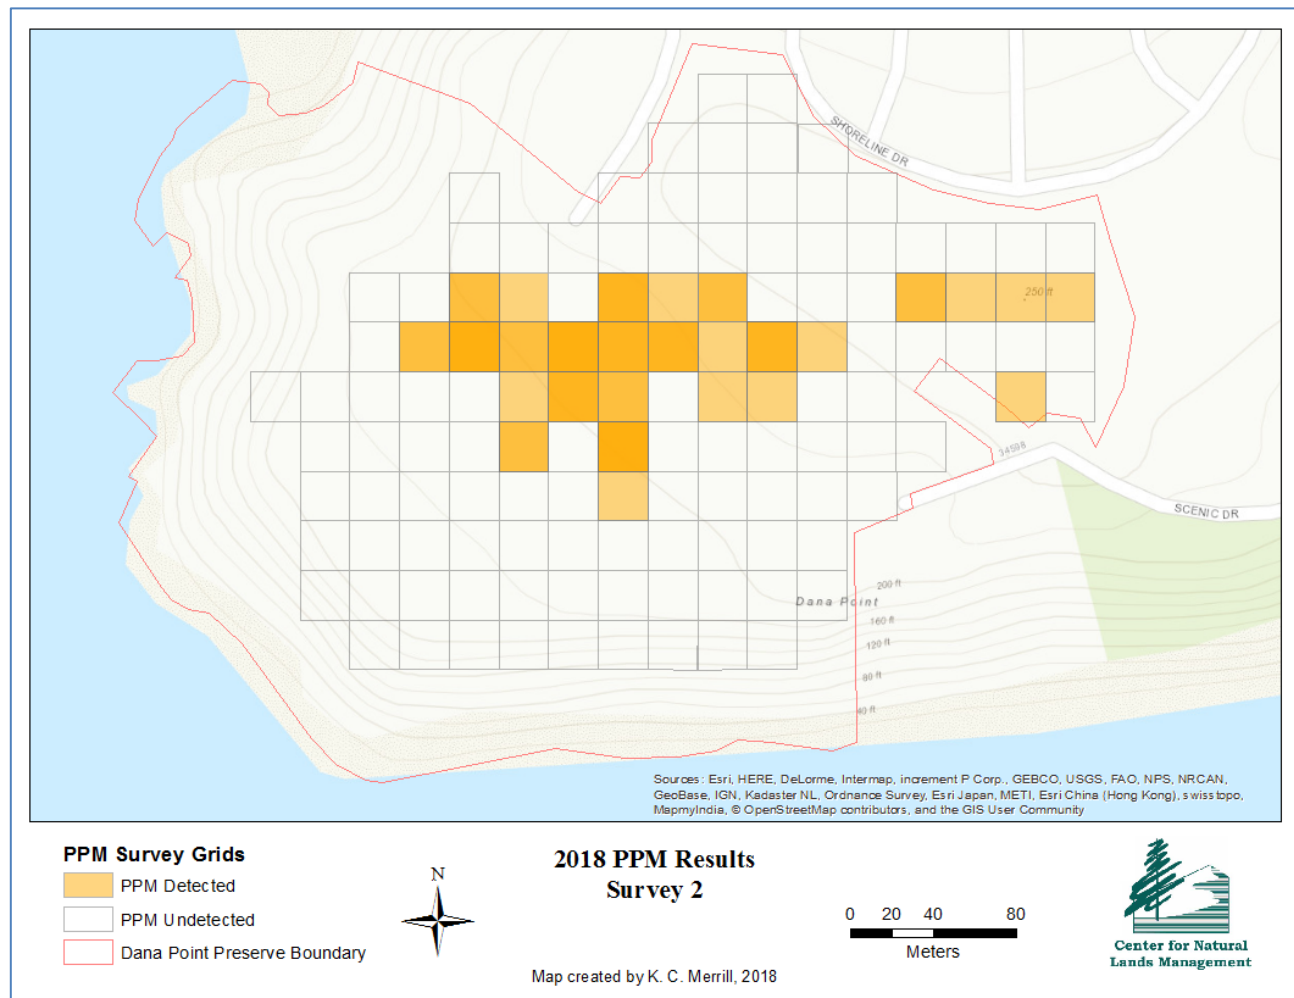 SHORELINE DR
250 ft
34598
SCENIC DR
200 ft
Dana Point
160 ft
120 ft
80 ft
40 ft
Sources: Esri, HERE, DeLorme, Intermap, increment P Corp., GEBCO, USGS, FAO, NPS, NRCAN,
GeoBase, IGN, Kadaster NL, Ordnance Survey, Esri Japan, METI, Esri China (Hong Kong), swisstopo,
MapmyIndia, © OpenStreetMap contributors, and the GIS User Community
PPM Survey Grids
PPM Detected
PPM Undetected
Dana Point Preserve Boundary
N
2018 PPM Results
Survey 2
0 20 40 80
Meters
Map created by K. C. Merrill, 2018
Center for Natural
Lands Management